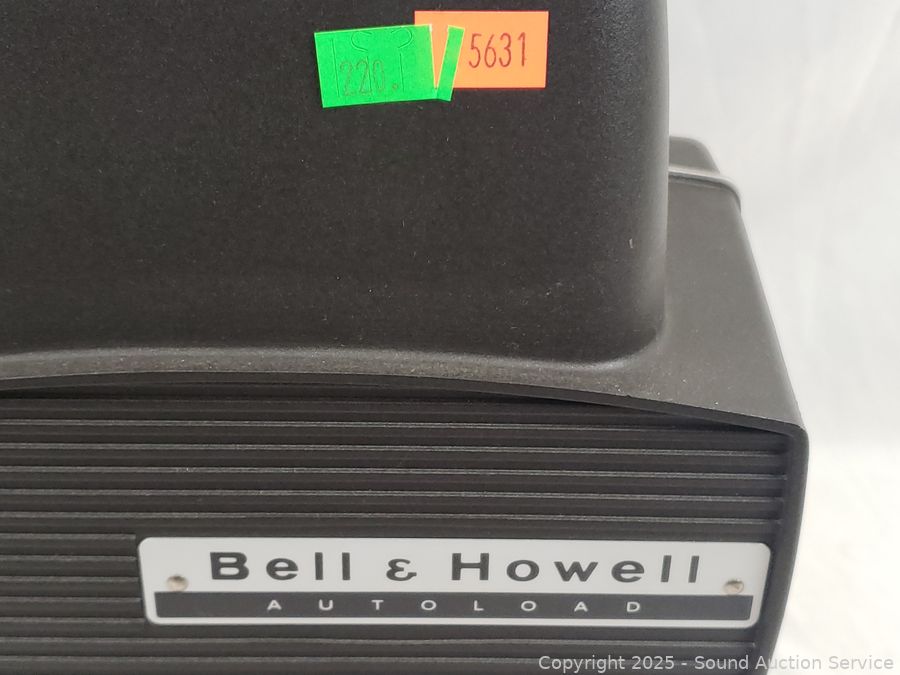 5631
220.
Bell & Howell
AUTOLOAD
Copyright 2025 - Sound Auction Service